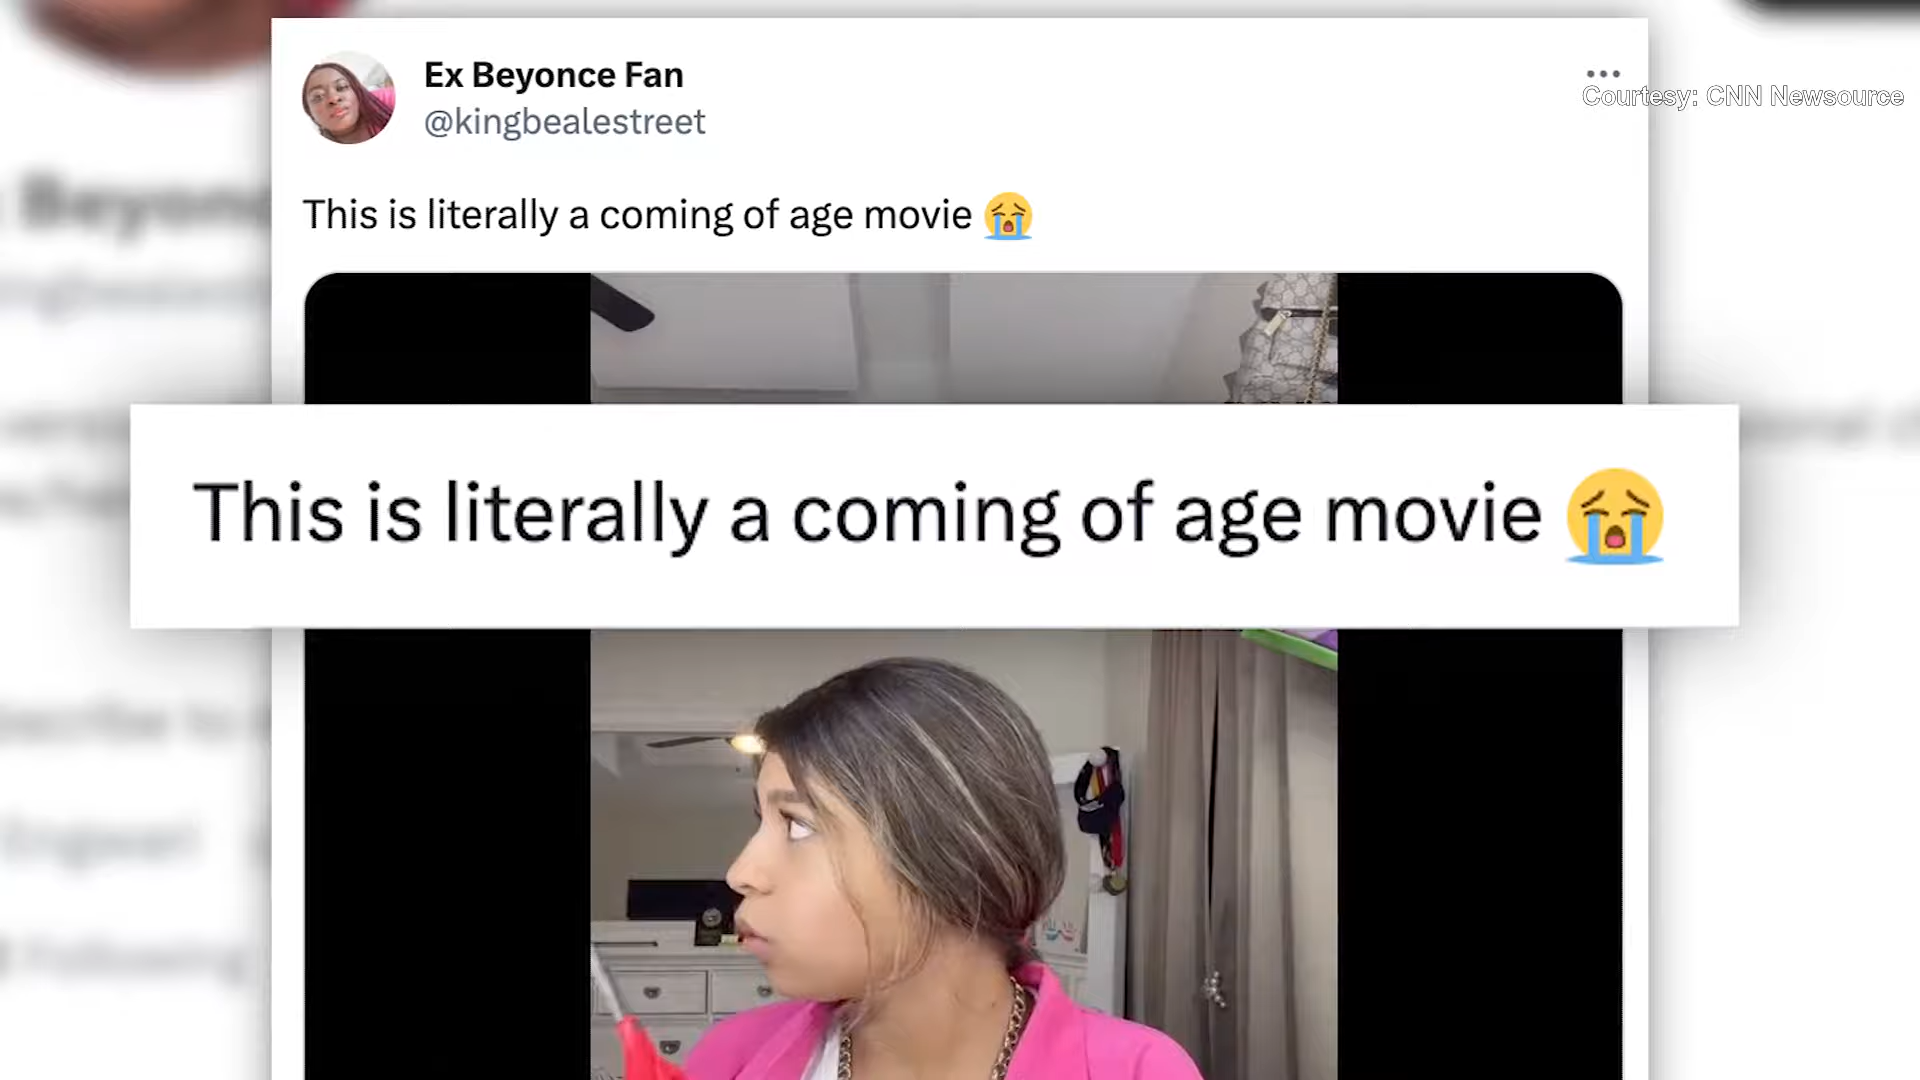 Ex Beyonce Fan
@kingbealestreet
Courtesy: CNN Newsource
This is literally a coming of age movie 😭
This is literally a coming of age movie 😭